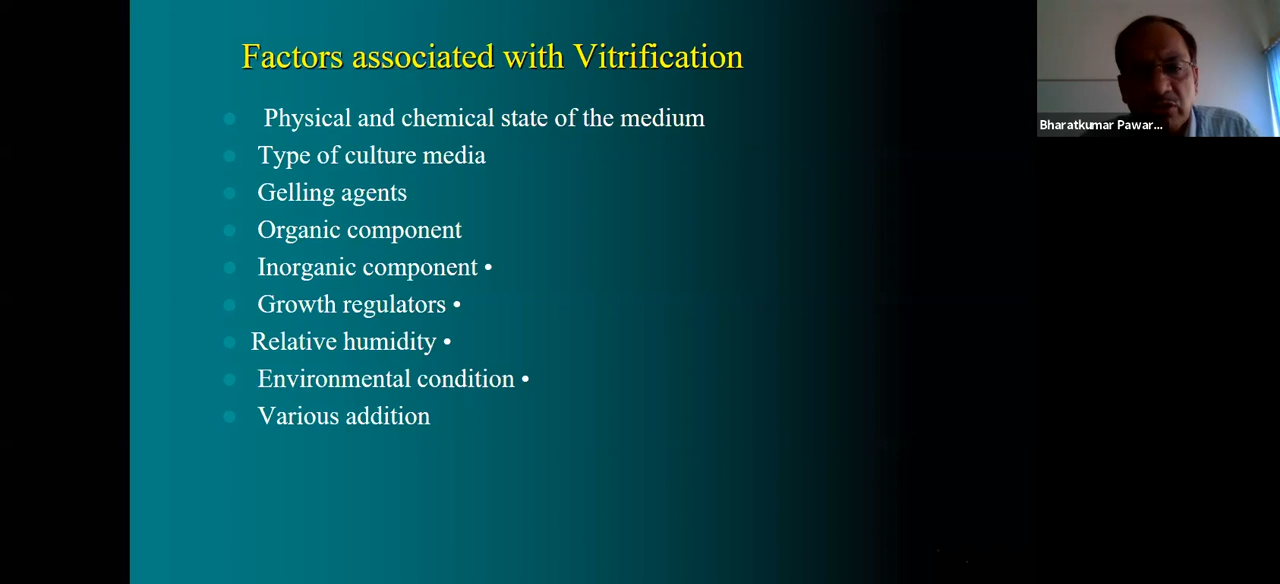 Factors associated with Vitrification
Physical and chemical state of the medium
Type of culture media
Gelling agents
Organic component
Inorganic component •
Growth regulators •
Relative humidity •
Environmental condition •
Various addition
Bharatkumar Pawar...